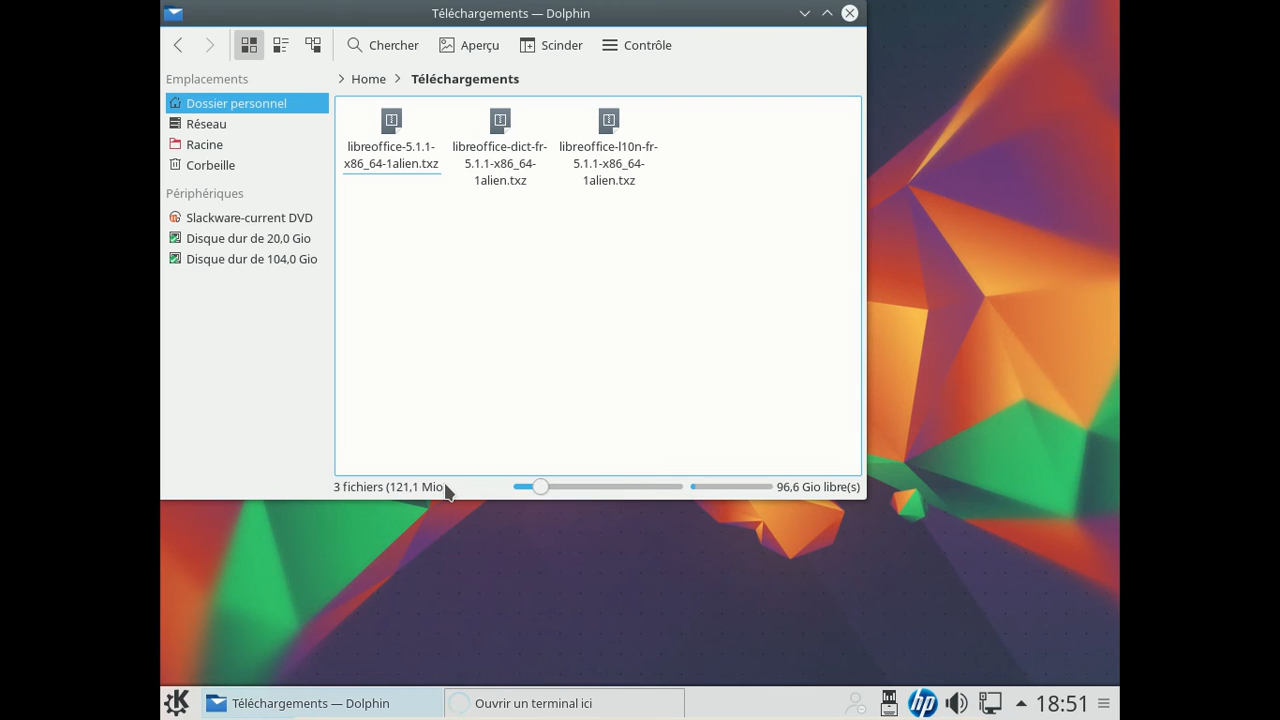 Téléchargements — Dolphin
Chercher
Aperçu
Scinder
Contrôle
Emplacements
Home
Téléchargements
Dossier personnel
Réseau
Racine
Corbeille
Périphériques
Slackware-current DVD
Disque dur de 20,0 Gio
Disque dur de 104,0 Gio
libreoffice-5.1.1-
x86_64-1alien.txz
libreoffice-dict-fr-
5.1.1-x86_64-
1alien.txz
libreoffice-l10n-fr-
5.1.1-x86_64-
1alien.txz
3 fichiers (121,1 Mio
96,6 Gio libre(s)
Téléchargements — Dolphin
Ouvrir un terminal ici
hp
18:51